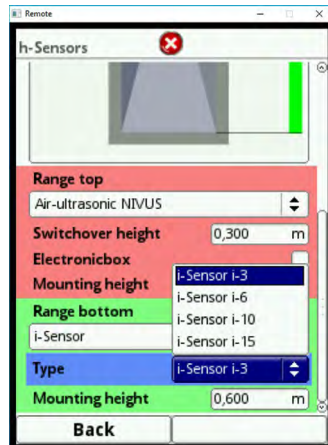 Remote
h-Sensors
Range top
Air-ultrasonic NIVUS
Switchover height 0,300 m
Electronicbox
Mounting height
i-Sensor i-3
i-Sensor i-6
i-Sensor i-10
i-Sensor i-15
Range bottom
i-Sensor
Type i-Sensor i-3
Mounting height 0,600 m
Back